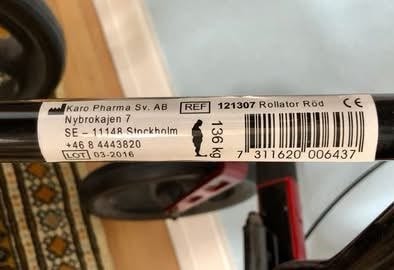 Karo Pharma Sv. AB REF 121307 Rollator Röd CE
Nybrokajen 7
SE – 11148 Stockholm
+46 8 4443820
LOT 03-2016
136 kg
7 311620 006437